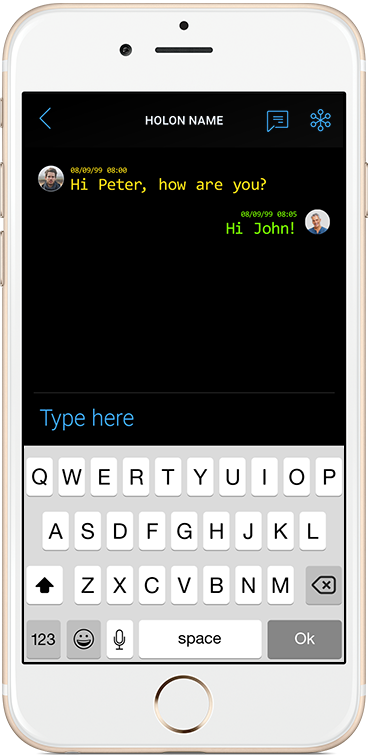 HOLON NAME
08/09/99 08:00
Hi Peter, how are you?
08/09/99 08:05
Hi John!
Type here
Q W E R T Y U I O P
A S D F G H J K L
Z X C V B N M
123 space Ok